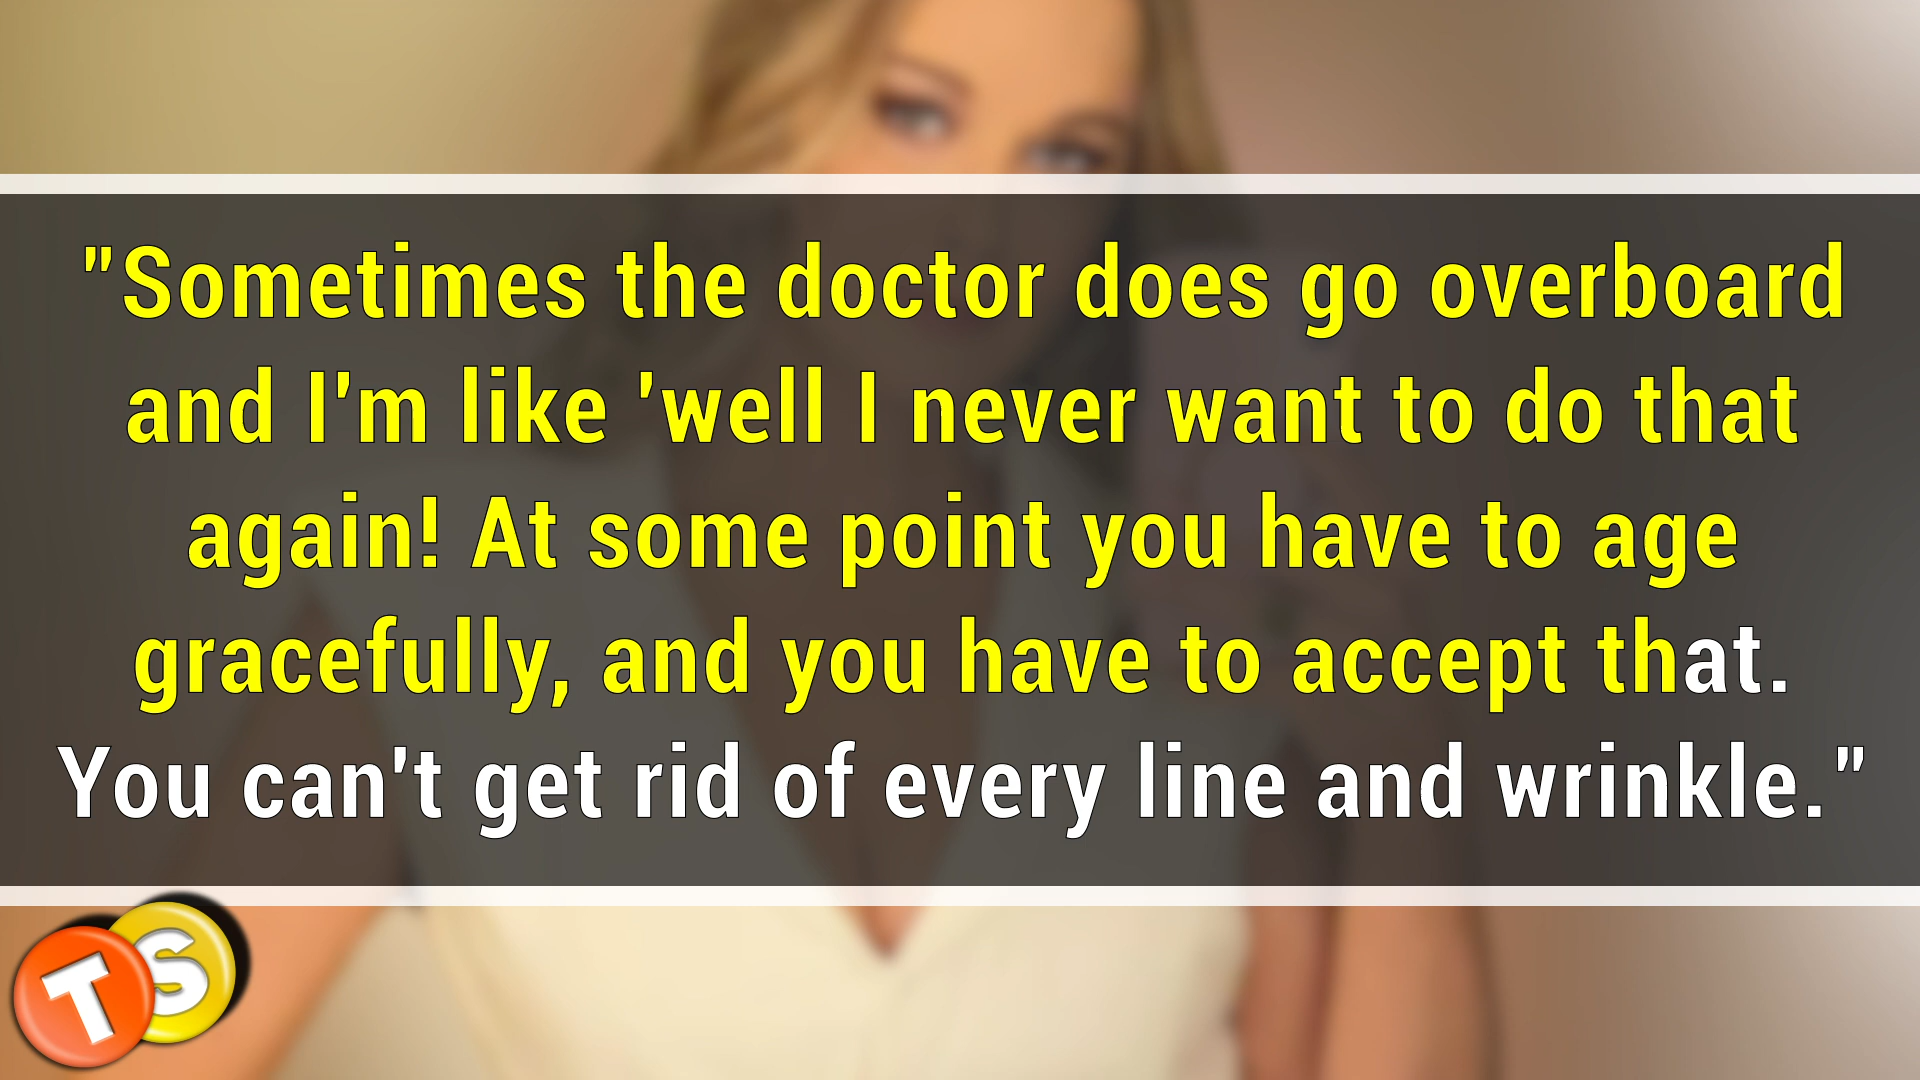 "Sometimes the doctor does go overboard
and I'm like 'well I never want to do that
again! At some point you have to age
gracefully, and you have to accept that.
You can't get rid of every line and wrinkle."
TS